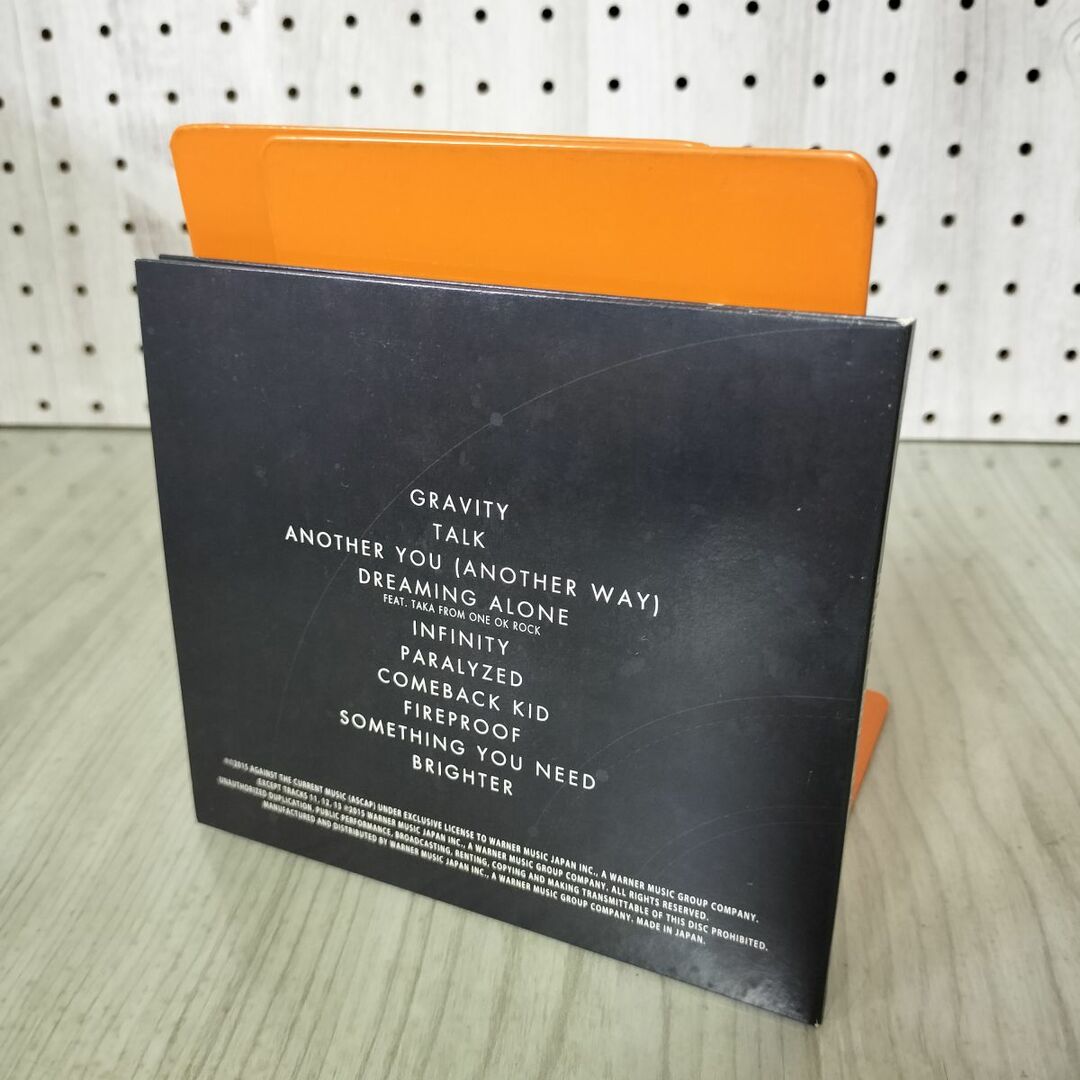 GRAVITY
TALK
ANOTHER YOU (ANOTHER WAY)
DREAMING ALONE
FEAT. TAKA FROM ONE OK ROCK
INFINITY
PARALYZED
COMEBACK KID
FIREPROOF
SOMETHING YOU NEED
BRIGHTER
℗©2015 AGAINST THE CURRENT MUSIC (ASCAP) UNDER EXCLUSIVE LICENSE TO WARNER MUSIC JAPAN INC., A WARNER MUSIC GROUP COMPANY.
EXCEPT TRACKS 11, 12, 13 ℗2015 WARNER MUSIC JAPAN INC., A WARNER MUSIC GROUP COMPANY. ALL RIGHTS RESERVED.
UNAUTHORIZED DUPLICATION, PUBLIC PERFORMANCE, BROADCASTING, RENTING, COPYING AND MAKING TRANSMITTABLE OF THIS DISC PROHIBITED.
MANUFACTURED AND DISTRIBUTED BY WARNER MUSIC JAPAN INC., A WARNER MUSIC GROUP COMPANY. MADE IN JAPAN.